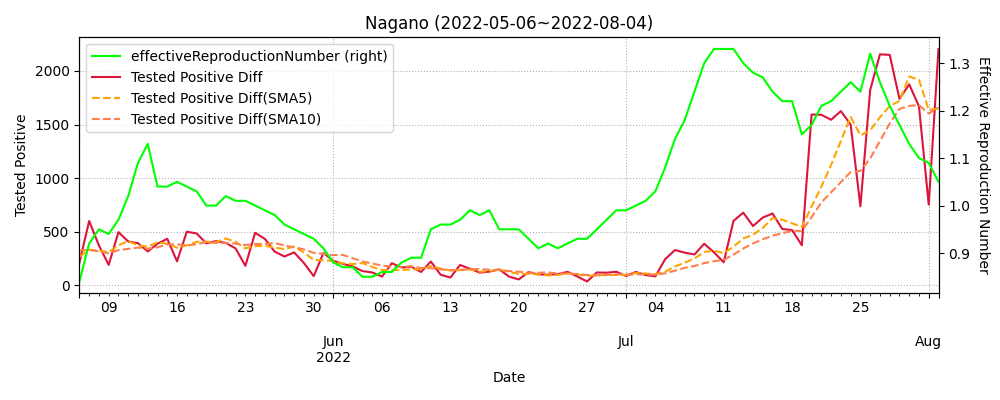 Nagano (2022-05-06~2022-08-04)
effectiveReproductionNumber (right)
Tested Positive Diff
Tested Positive Diff(SMA5)
Tested Positive Diff(SMA10)
Tested Positive
2000
1500
1000
500
0
Effective Reproduction Number
1.3
1.2
1.1
1.0
0.9
09 16 23 30 06 13 20 27 04 11 18 25
Jun Jul Aug
2022
Date